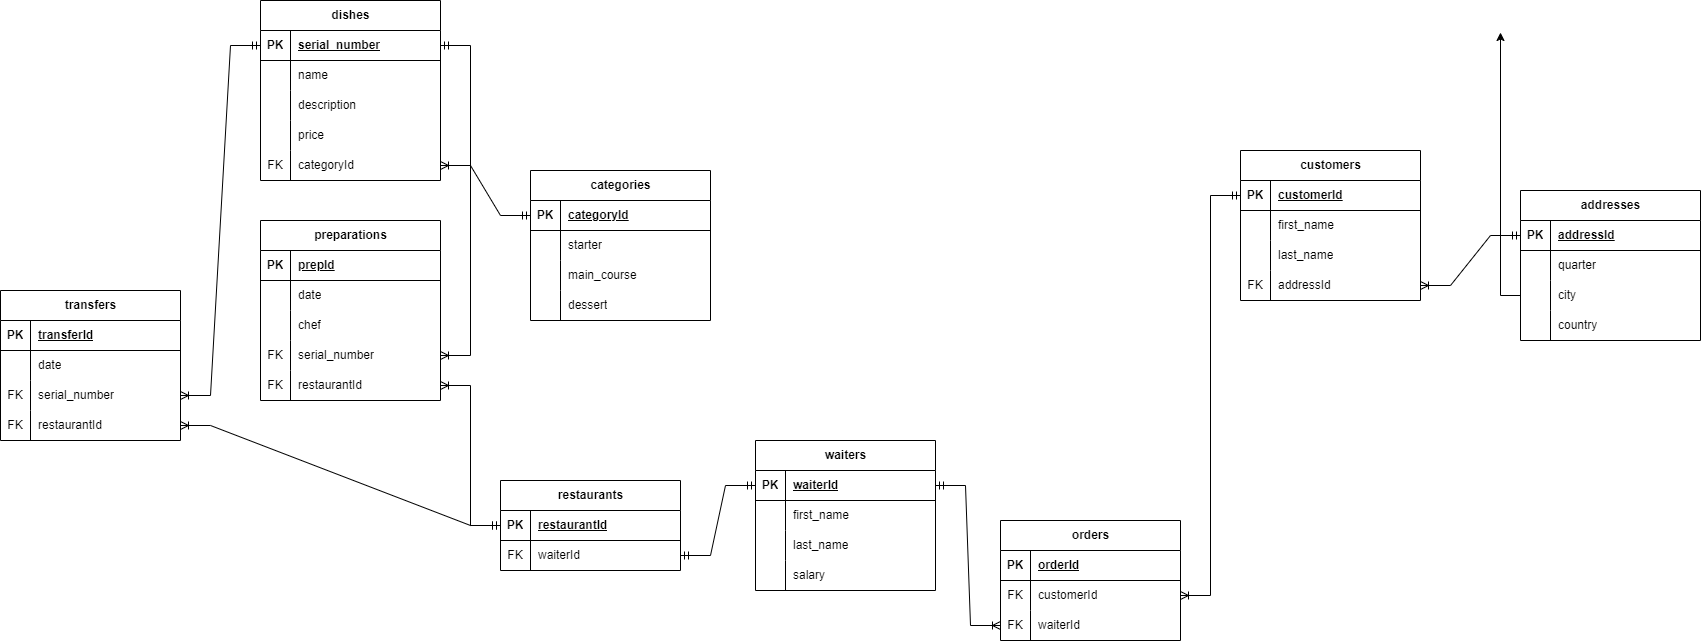 dishes
PK serial_number
name
description
price
FK categoryId
categories
PK categoryId
starter
main_course
dessert
preparations
PK prepId
date
chef
FK serial_number
FK restaurantId
transfers
PK transferId
date
FK serial_number
FK restaurantId
restaurants
PK restaurantId
FK waiterId
waiters
PK waiterId
first_name
last_name
salary
orders
PK orderId
FK customerId
FK waiterId
customers
PK customerId
first_name
last_name
FK addressId
addresses
PK addressId
quarter
city
country